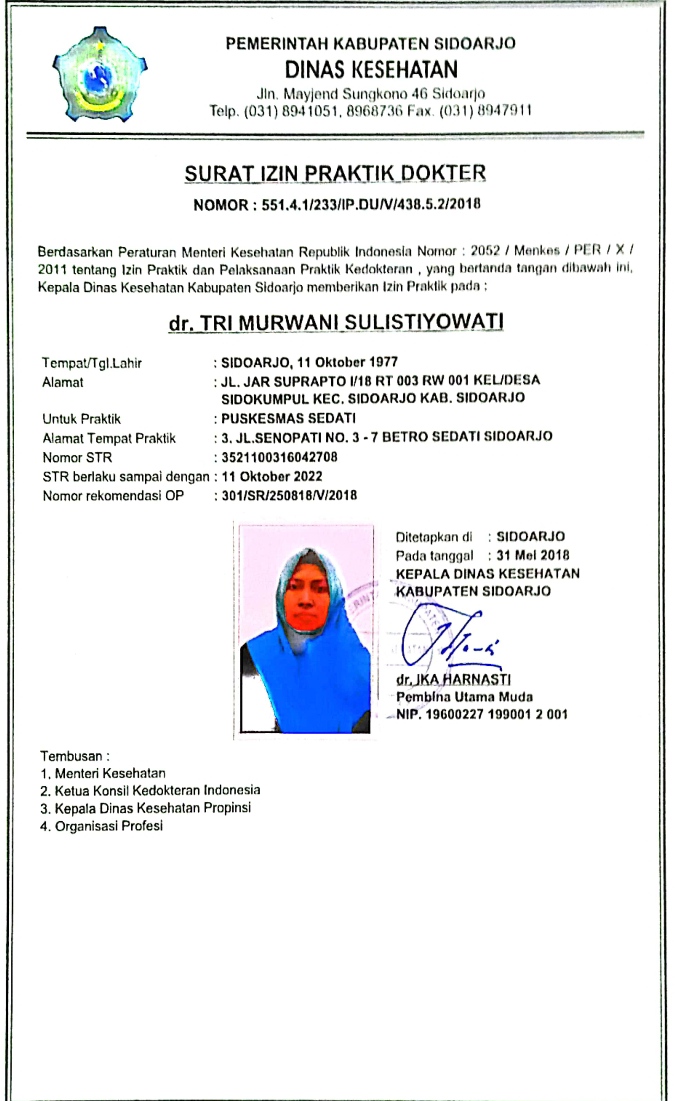 PEMERINTAH KABUPATEN SIDOARJO
DINAS KESEHATAN
Jln. Mayjend Sungkono 46 Sidoarjo
Telp. (031) 8941051, 8968736 Fax. (031) 8947911
SURAT IZIN PRAKTIK DOKTER
NOMOR : 551.4.1/233/IP.DU/V/438.5.2/2018
Berdasarkan Peraturan Menteri Kesehatan Republik Indonesia Nomor : 2052 / Menkes / PER / X /
2011 tentang Izin Praktik dan Pelaksanaan Praktik Kedokteran , yang bertanda tangan dibawah ini,
Kepala Dinas Kesehatan Kabupaten Sidoarjo memberikan Izin Praktik pada :
dr. TRI MURWANI SULISTIYOWATI
Tempat/Tgl.Lahir : SIDOARJO, 11 Oktober 1977
Alamat : JL. JAR SUPRAPTO I/18 RT 003 RW 001 KEL/DESA
SIDOKUMPUL KEC. SIDOARJO KAB. SIDOARJO
Untuk Praktik : PUSKESMAS SEDATI
Alamat Tempat Praktik : 3. JL.SENOPATI NO. 3 - 7 BETRO SEDATI SIDOARJO
Nomor STR : 3521100316042708
STR berlaku sampai dengan : 11 Oktober 2022
Nomor rekomendasi OP : 301/SR/250818/V/2018
Ditetapkan di : SIDOARJO
Pada tanggal : 31 Mei 2018
KEPALA DINAS KESEHATAN
KABUPATEN SIDOARJO
dr. IKA HARNASTI
Pembina Utama Muda
NIP. 19600227 199001 2 001
Tembusan :
1. Menteri Kesehatan
2. Ketua Konsil Kedokteran Indonesia
3. Kepala Dinas Kesehatan Propinsi
4. Organisasi Profesi